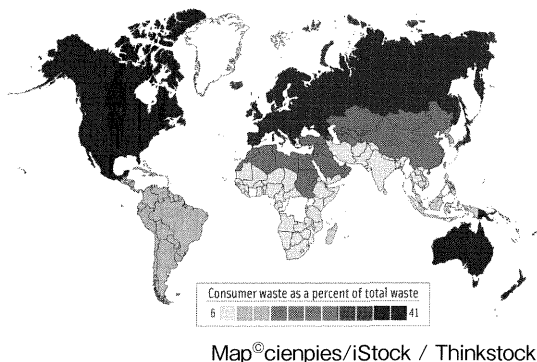 Consumer waste as a percent of total waste
6 41
Map©cienpies/iStock / Thinkstock